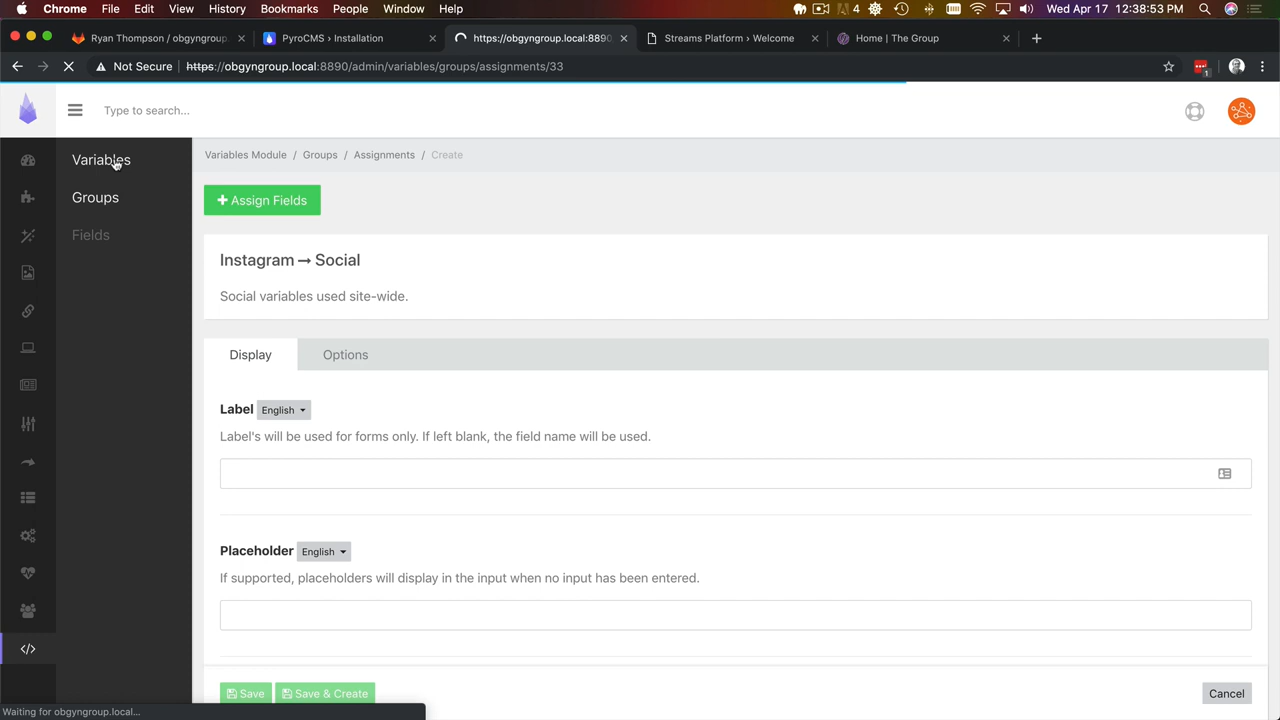 Chrome File Edit View History Bookmarks People Window Help 4 Wed Apr 17 12:38:53 PM
Ryan Thompson / obgyngroup. PyroCMS › Installation https://obgyngroup.local:8890 Streams Platform › Welcome Home | The Group
Not Secure https://obgyngroup.local:8890/admin/variables/groups/assignments/33 1
Type to search...
Variables
Groups
Fields
Variables Module / Groups / Assignments / Create
+ Assign Fields
Instagram → Social
Social variables used site-wide.
Display Options
Label English
Label's will be used for forms only. If left blank, the field name will be used.
Placeholder English
If supported, placeholders will display in the input when no input has been entered.
Save Save & Create Cancel
Waiting for obgyngroup.local...